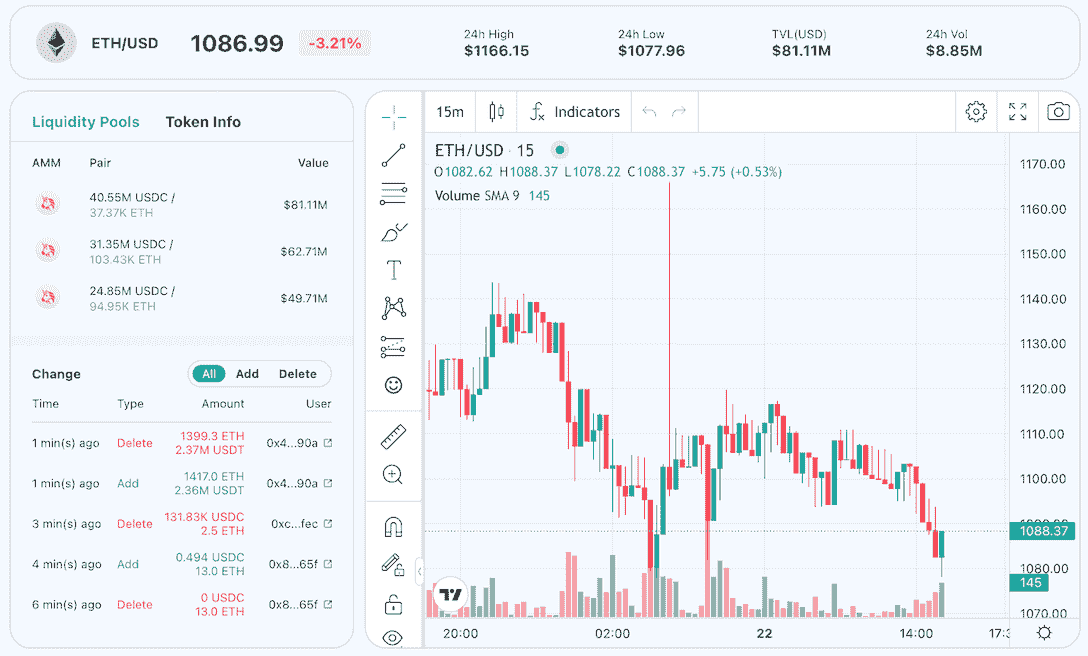 ETH/USD
1086.99
-3.21%
24h High
$1166.15
24h Low
$1077.96
TVL(USD)
$81.11M
24h Vol
$8.85M
Liquidity Pools
Token Info
AMM Pair Value
40.55M USDC /
37.37K ETH
$81.11M
31.35M USDC /
103.43K ETH
$62.71M
24.85M USDC /
94.95K ETH
$49.71M
Change
All Add Delete
Time Type Amount User
1 min(s) ago Delete 1399.3 ETH
2.37M USDT
0x4...90a
1 min(s) ago Add 1417.0 ETH
2.36M USDT
0x4...90a
3 min(s) ago Delete 131.83K USDC
2.5 ETH
0xc...fec
4 min(s) ago Add 0.494 USDC
13.0 ETH
0x8...65f
6 min(s) ago Delete 0 USDC
13.0 ETH
0x8...65f
15m
Indicators
ETH/USD · 15
O1082.62 H1088.37 L1078.22 C1088.37 +5.75 (+0.53%)
Volume SMA 9 145
1170.00
1160.00
1150.00
1140.00
1130.00
1120.00
1110.00
1100.00
1088.37
1080.00
145
1070.00
20:00 02:00 22 14:00